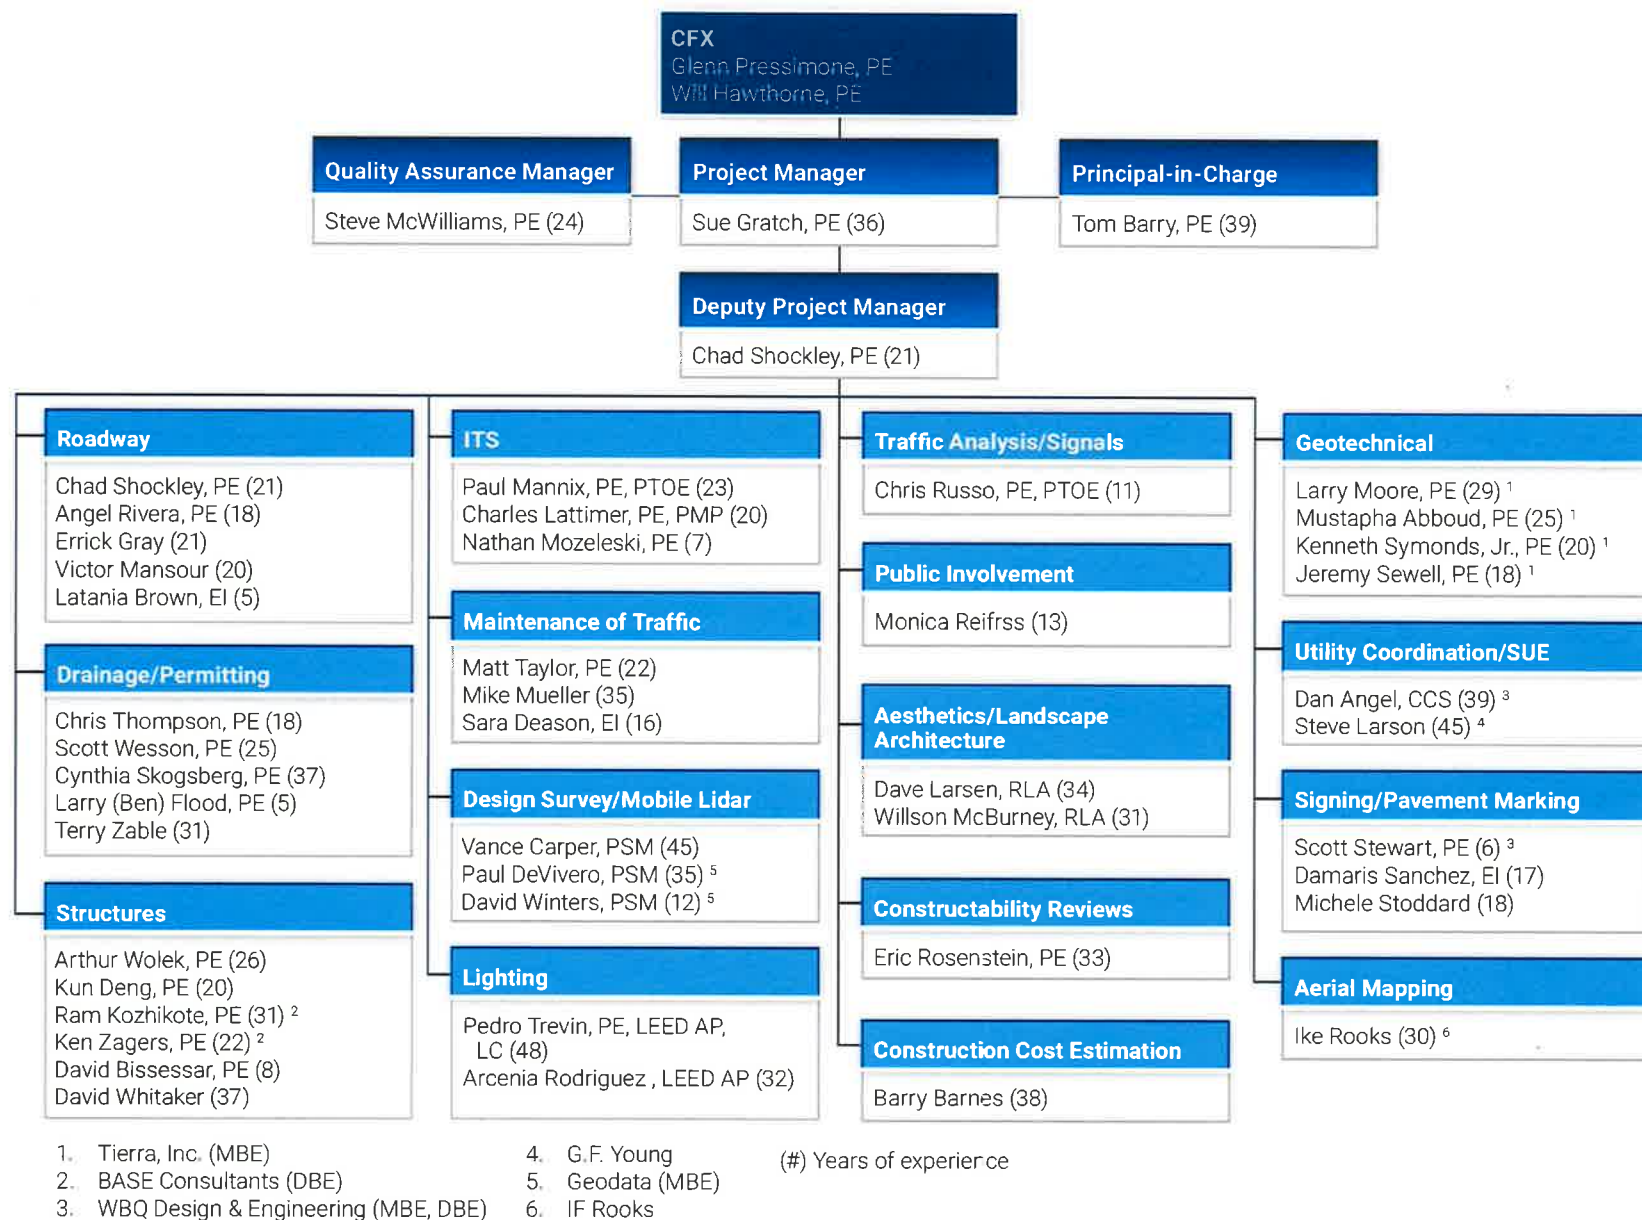 CFX
Glenn Pressimone, PE
Will Hawthorne, PE
Quality Assurance Manager
Steve McWilliams, PE (24)
Project Manager
Sue Gratch, PE (36)
Principal-in-Charge
Tom Barry, PE (39)
Deputy Project Manager
Chad Shockley, PE (21)
Roadway
Chad Shockley, PE (21)
Angel Rivera, PE (18)
Errick Gray (21)
Victor Mansour (20)
Latania Brown, EI (5)
Drainage/Permitting
Chris Thompson, PE (18)
Scott Wesson, PE (25)
Cynthia Skogsberg, PE (37)
Larry (Ben) Flood, PE (5)
Terry Zable (31)
Structures
Arthur Wolek, PE (26)
Kun Deng, PE (20)
Ram Kozhikote, PE (31) ²
Ken Zagers, PE (22) ²
David Bissessar, PE (8)
David Whitaker (37)
ITS
Paul Mannix, PE, PTOE (23)
Charles Lattimer, PE, PMP (20)
Nathan Mozeleski, PE (7)
Maintenance of Traffic
Matt Taylor, PE (22)
Mike Mueller (35)
Sara Deason, EI (16)
Design Survey/Mobile Lidar
Vance Carper, PSM (45)
Paul DeVivero, PSM (35) ⁵
David Winters, PSM (12) ⁵
Lighting
Pedro Trevin, PE, LEED AP,
LC (48)
Arcenia Rodriguez , LEED AP (32)
Traffic Analysis/Signals
Chris Russo, PE, PTOE (11)
Public Involvement
Monica Reifrss (13)
Aesthetics/Landscape
Architecture
Dave Larsen, RLA (34)
Willson McBurney, RLA (31)
Constructability Reviews
Eric Rosenstein, PE (33)
Construction Cost Estimation
Barry Barnes (38)
Geotechnical
Larry Moore, PE (29) ¹
Mustapha Abboud, PE (25) ¹
Kenneth Symonds, Jr., PE (20) ¹
Jeremy Sewell, PE (18) ¹
Utility Coordination/SUE
Dan Angel, CCS (39) ³
Steve Larson (45) ⁴
Signing/Pavement Marking
Scott Stewart, PE (6) ³
Damaris Sanchez, EI (17)
Michele Stoddard (18)
Aerial Mapping
Ike Rooks (30) ⁶
1. Tierra, Inc. (MBE)
2. BASE Consultants (DBE)
3. WBQ Design & Engineering (MBE, DBE)
4. G.F. Young
5. Geodata (MBE)
6. IF Rooks
(#) Years of experience